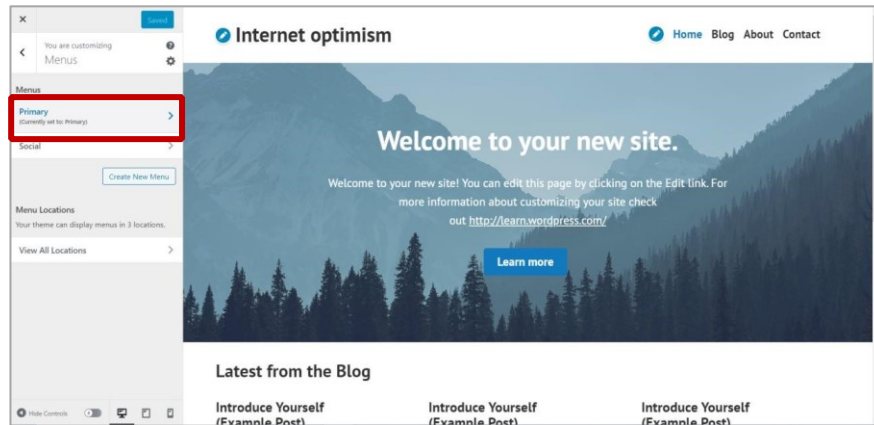 Saved
You are customizing
Menus
Menus
Primary
(Currently set to: Primary)
Social
Create New Menu
Menu Locations
Your theme can display menus in 3 locations.
View All Locations
Hide Controls
Internet optimism
Home Blog About Contact
Welcome to your new site.
Welcome to your new site! You can edit this page by clicking on the Edit link. For
more information about customizing your site check
out http://learn.wordpress.com/
Learn more
Latest from the Blog
Introduce Yourself Introduce Yourself Introduce Yourself
(Example Post) (Example Post) (Example Post)